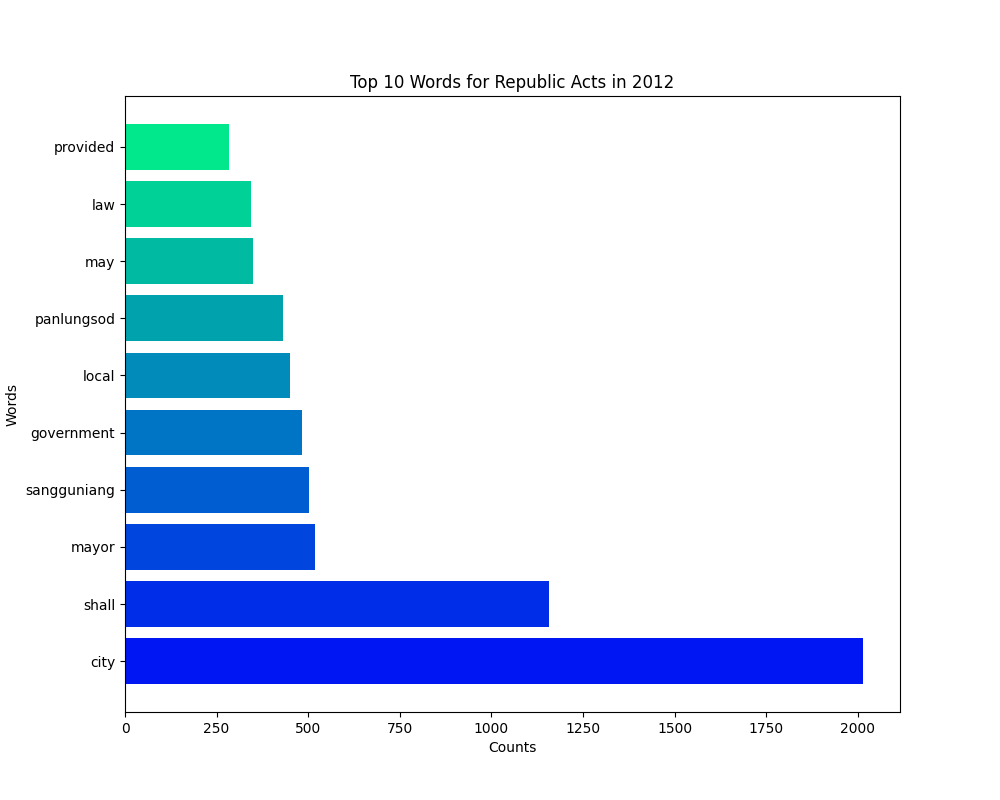 Top 10 Words for Republic Acts in 2012
Words
provided
law
may
panlungsod
local
government
sangguniang
mayor
shall
city
0 250 500 750 1000 1250 1500 1750 2000
Counts